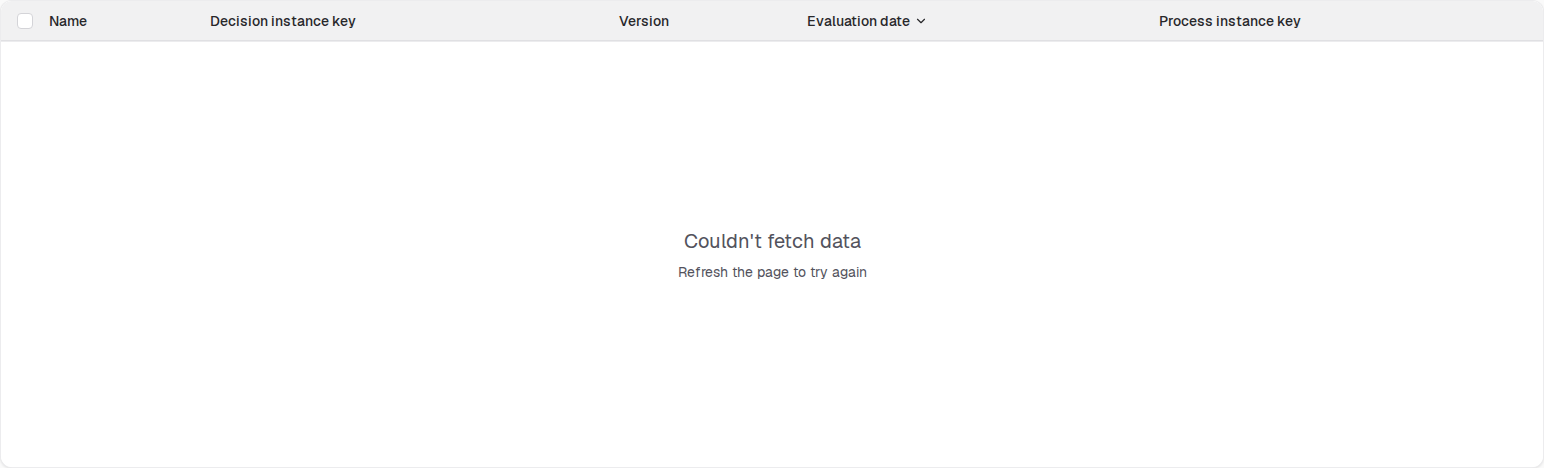 Name Decision instance key Version Evaluation date Process instance key
Couldn't fetch data
Refresh the page to try again